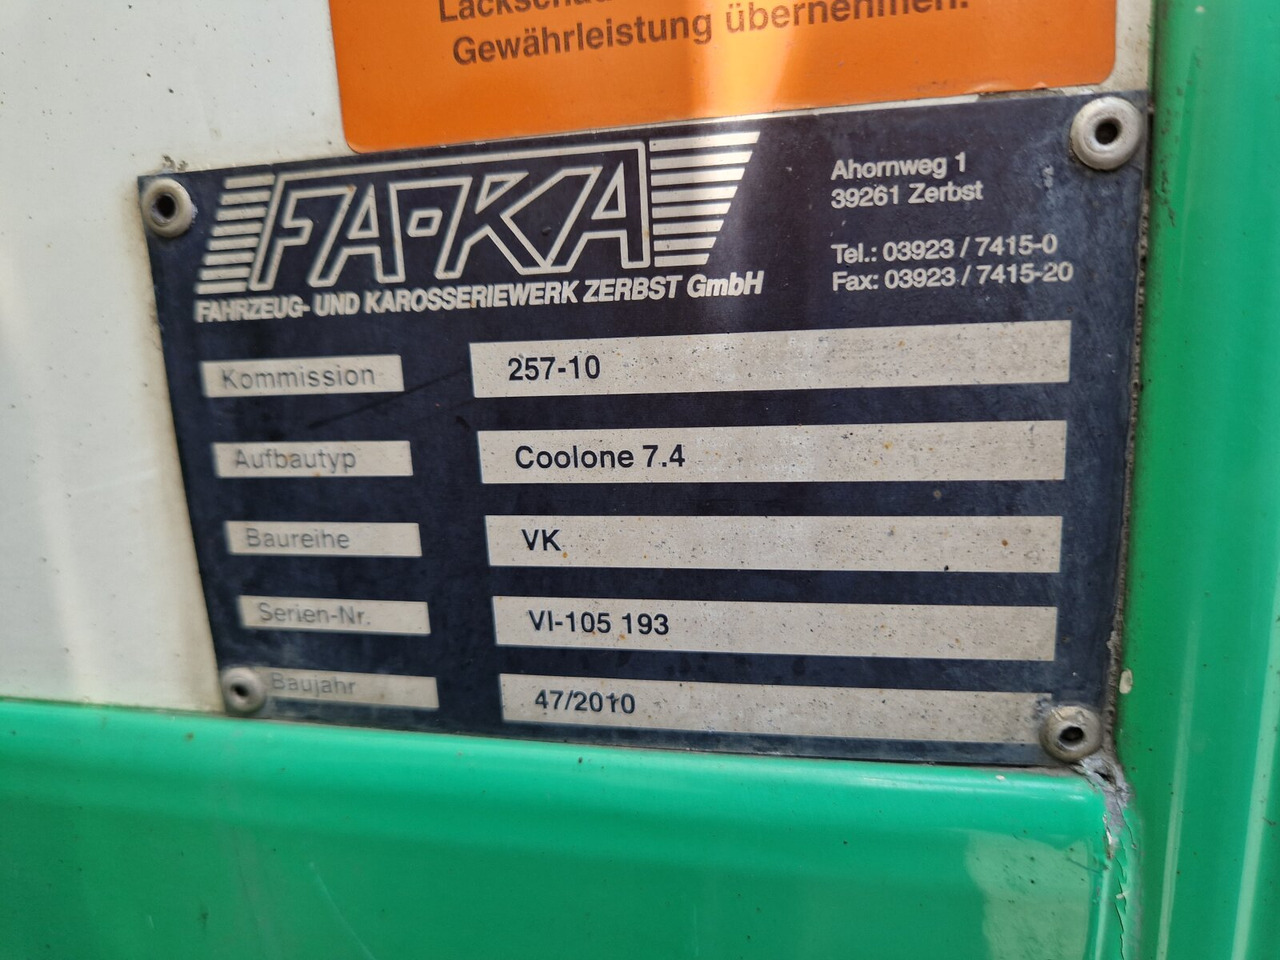 Gewährleistung übernehmen.
FA-KA
FAHRZEUG- UND KAROSSERIEWERK ZERBST GmbH
Ahornweg 1
39261 Zerbst
Tel.: 03923 / 7415-0
Fax: 03923 / 7415-20
Kommission 257-10
Aufbautyp Coolone 7.4
Baureihe VK
Serien-Nr. VI-105 193
Baujahr 47/2010